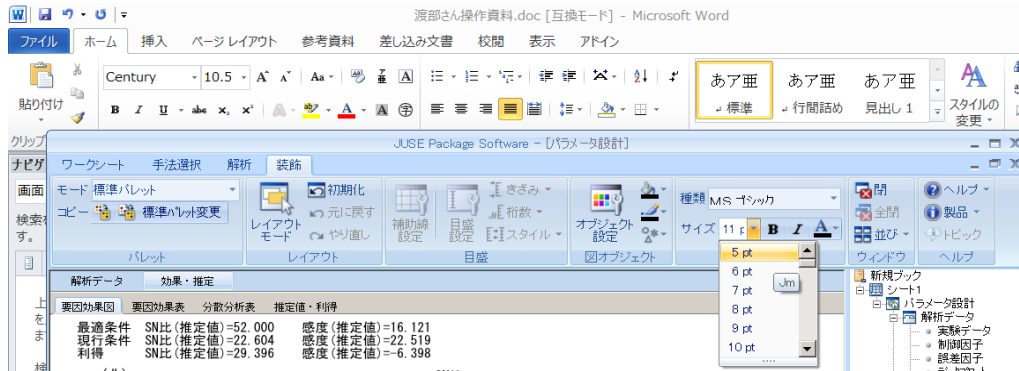 渡部さん操作資料.doc [互換モード] - Microsoft Word
ファイル ホーム 挿入 ページ レイアウト 参考資料 差し込み文書 校閲 表示 アドイン
Century 10.5
貼り付け
クリップ
あア亜 あア亜 あア亜
標準 行間詰め 見出し 1
スタイルの
変更
JUSE Package Software - [パラメータ設計]
ナビゲ
ワークシート 手法選択 解析 装飾
画面
検索
す。
モード 標準パレット
コピー 標準パレット変更
パレット
レイアウト
モード
初期化
元に戻す
やり直し
レイアウト
補助線
設定
目盛
設定
きざみ
桁数
スタイル
目盛
オブジェクト
設定
図オブジェクト
種類 MS ゴシック
サイズ 11
B I U A
閉
全閉
並び
ウィンドウ
ヘルプ
製品
トピック
ヘルプ
5 pt
6 pt
7 pt
8 pt
9 pt
10 pt
解析データ 効果・推定
要因効果図 要因効果表 分散分析表 推定値・利得
最適条件 SN比(推定値)=52.000 感度(推定値)=16.121
現行条件 SN比(推定値)=22.604 感度(推定値)=22.519
利得 SN比(推定値)=29.396 感度(推定値)=-6.398
上
を
ま
検
新規ブック
シート1
パラメータ設計
解析データ
実験データ
制御因子
誤差因子